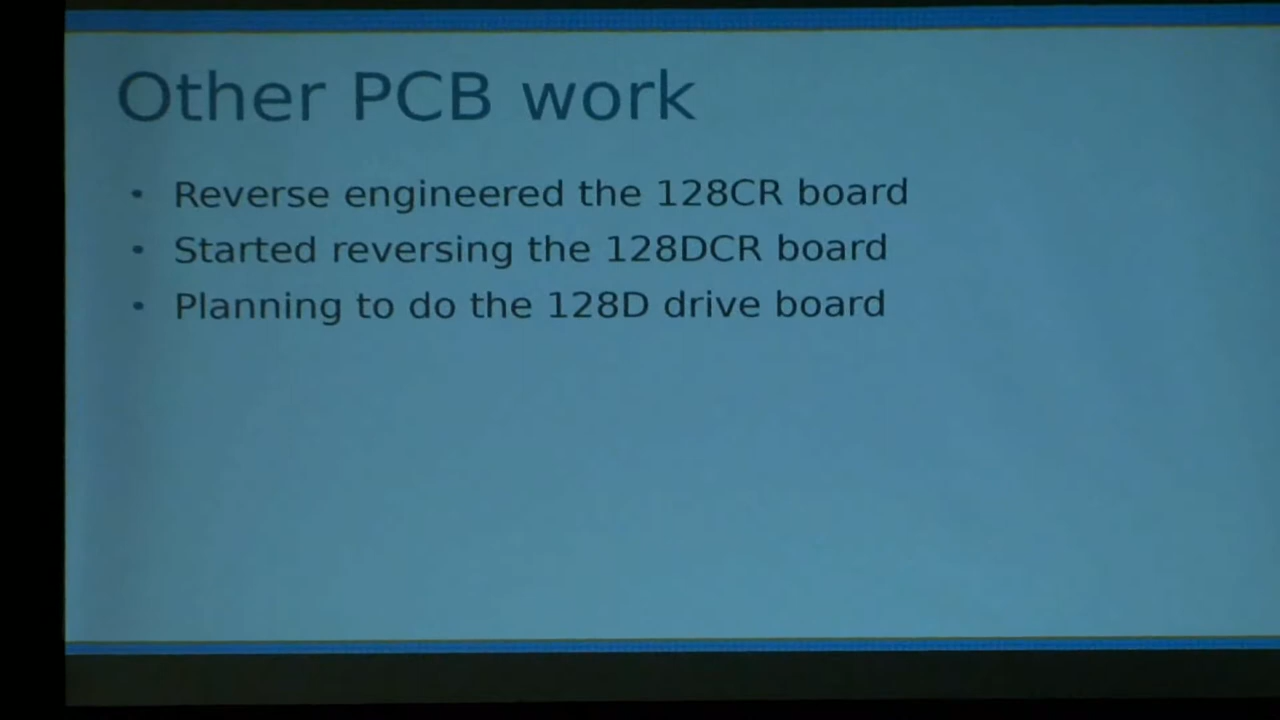 Other PCB work
• Reverse engineered the 128CR board
• Started reversing the 128DCR board
• Planning to do the 128D drive board